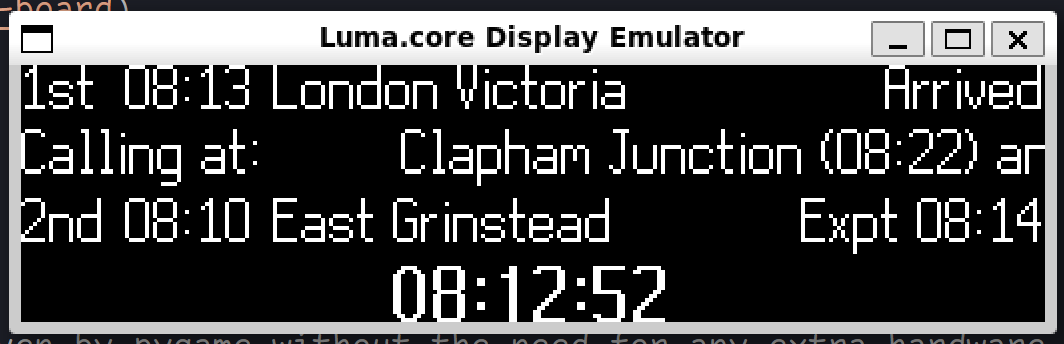 board)
Luma.core Display Emulator
1st 08:13 London Victoria Arrived
Calling at: Clapham Junction (08:22) an
2nd 08:10 East Grinstead Expt 08:14
08:12:52
by pygame without the need for any extra hardware